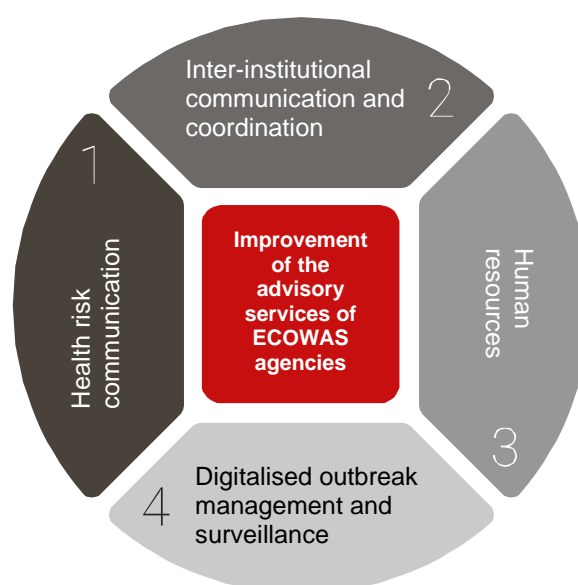 1
Health risk
communication
Inter-institutional
communication and
coordination
2
Human
resources
3
4
Digitalised outbreak
management and
surveillance
Improvement
of the
advisory
services of
ECOWAS
agencies